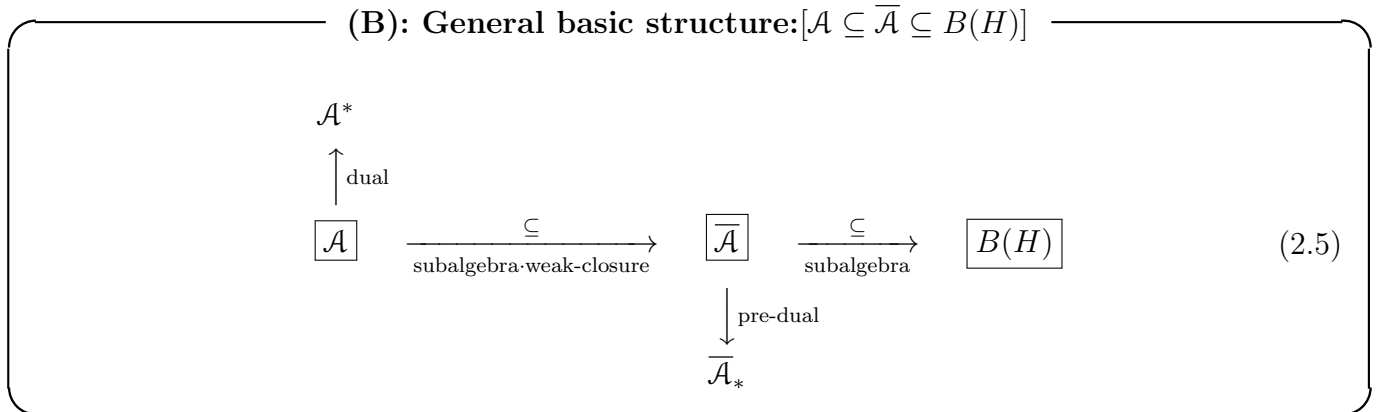 (B): General basic structure:[𝒜 ⊆ 𝒜̅ ⊆ B(H)]
𝒜*
dual
𝒜 ⊆ 𝒜̅ ⊆ B(H) (2.5)
subalgebra·weak-closure subalgebra
pre-dual
𝒜̅_*